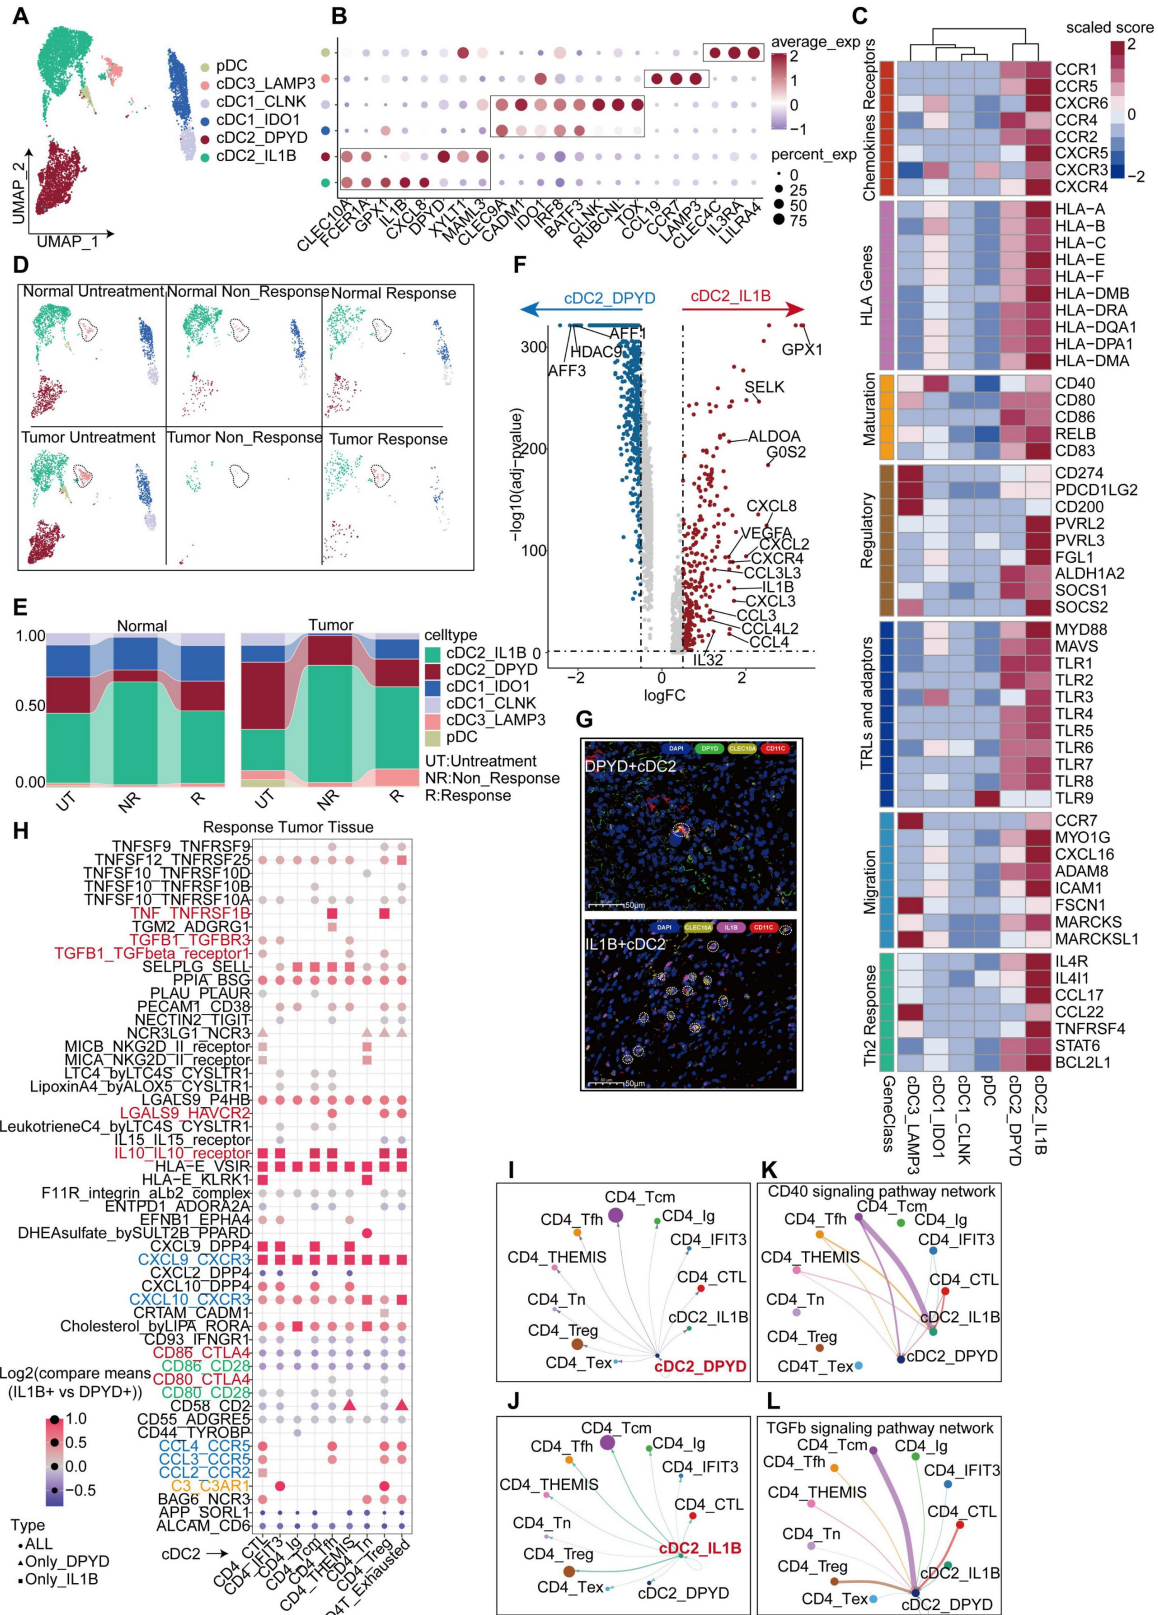 A
pDC
cDC3_LAMP3
cDC1_CLNK
cDC1_IDO1
cDC2_DPYD
cDC2_IL1B
UMAP_2
UMAP_1
B
average_exp
2
1
0
−1
percent_exp
0
25
50
75
CLEC10A
FCER1A
GPX1
IL1B
CXCL8
DPYD
XYLT1
MAML3
CLEC9A
CADM1
IDO1
IRF8
BATF3
CLNK
RUBCNL
TOX
CCL19
CCR7
LAMP3
CLEC4C
IL3RA
LILRA4
C
scaled score
2
0
−2
Chemokines Receptors
CCR1
CCR5
CXCR6
CCR4
CCR2
CXCR5
CXCR3
CXCR4
HLA Genes
HLA-A
HLA-B
HLA-C
HLA-E
HLA-F
HLA-DMB
HLA-DRA
HLA-DQA1
HLA-DPA1
HLA-DMA
Maturation
CD40
CD80
CD86
RELB
CD83
Regulatory
CD274
PDCD1LG2
CD200
PVRL2
PVRL3
FGL1
ALDH1A2
SOCS1
SOCS2
TRLs and adaptors
MYD88
MAVS
TLR1
TLR2
TLR3
TLR4
TLR5
TLR6
TLR7
TLR8
TLR9
Migration
CCR7
MYO1G
CXCL16
ADAM8
ICAM1
FSCN1
MARCKS
MARCKSL1
Th2 Response
IL4R
IL4I1
CCL17
CCL22
TNFRSF4
STAT6
BCL2L1
GeneClass
cDC3_LAMP3
cDC1_IDO1
cDC1_CLNK
pDC
cDC2_DPYD
cDC2_IL1B
D
Normal Untreatment
Normal Non_Response
Normal Response
Tumor Untreatment
Tumor Non_Response
Tumor Response
E
Normal
Tumor
1.00
0.50
0.00
UT
NR
R
UT
NR
R
celltype
cDC2_IL1B
cDC2_DPYD
cDC1_IDO1
cDC1_CLNK
cDC3_LAMP3
pDC
UT:Untreatment
NR:Non_Response
R:Response
F
cDC2_DPYD
cDC2_IL1B
−log10(adj−pvalue)
300
200
100
0
−2
0
2
logFC
AFF1
HDAC9
AFF3
GPX1
SELK
ALDOA
G0S2
CXCL8
VEGFA
CXCL2
CXCR4
CCL3L3
IL1B
CXCL3
CCL3
CCL4L2
CCL4
IL32
G
DAPI DPYD CLEC10A CD11C
DPYD+cDC2
50μm
DAPI CLEC10A IL1B CD11C
IL1B+cDC2
50μm
H
Response Tumor Tissue
TNFSF9_TNFRSF9
TNFSF12_TNFRSF25
TNFSF10_TNFRSF10D
TNFSF10_TNFRSF10B
TNFSF10_TNFRSF10A
TNF_TNFRSF1B
TGM2_ADGRG1
TGFB1_TGFBR3
TGFB1_TGFbeta_receptor1
SELPLG_SELL
PPIA_BSG
PLAU_PLAUR
PECAM1_CD38
NECTIN2_TIGIT
NCR3LG1_NCR3
MICB_NKG2D_II_receptor
MICA_NKG2D_II_receptor
LTC4_byLTC4S_CYSLTR1
LipoxinA4_byALOX5_CYSLTR1
LGALS9_P4HB
LGALS9_HAVCR2
LeukotrieneC4_byLTC4S_CYSLTR1
IL15_IL15_receptor
IL10_IL10_receptor
HLA-E_VSIR
HLA-E_KLRK1
F11R_integrin_aLb2_complex
ENTPD1_ADORA2A
EFNB1_EPHA4
DHEAsulfate_bySULT2B_PPARD
CXCL9_DPP4
CXCL9_CXCR3
CXCL2_DPP4
CXCL10_DPP4
CXCL10_CXCR3
CRTAM_CADM1
Cholesterol_byLIPA_RORA
CD93_IFNGR1
CD86_CTLA4
CD86_CD28
CD80_CTLA4
CD80_CD28
CD58_CD2
CD55_ADGRE5
CD44_TYROBP
CCL4_CCR5
CCL3_CCR5
CCL2_CCR2
C3_C3AR1
BAG6_NCR3
APP_SORL1
ALCAM_CD6
Log2(compare means
(IL1B+ vs DPYD+))
1.0
0.5
0.0
−0.5
Type
ALL
Only_DPYD
Only_IL1B
cDC2
CD4_CTL
CD4_IFIT3
CD4_Ig
CD4_Tcm
CD4_Tfh
CD4_THEMIS
CD4_Tn
CD4_Treg
CD4T_Exhausted
I
CD4_Tcm
CD4_Tfh
CD4_Ig
CD4_THEMIS
CD4_IFIT3
CD4_CTL
CD4_Tn
cDC2_IL1B
CD4_Treg
CD4_Tex
cDC2_DPYD
J
CD4_Tcm
CD4_Tfh
CD4_Ig
CD4_IFIT3
CD4_THEMIS
CD4_CTL
CD4_Tn
CD4_Treg
cDC2_IL1B
CD4_Tex
cDC2_DPYD
K
CD40 signaling pathway network
CD4_Tcm
CD4_Tfh
CD4_Ig
CD4_IFIT3
CD4_THEMIS
CD4_CTL
CD4_Tn
cDC2_IL1B
CD4_Treg
cDC2_DPYD
CD4T_Tex
L
TGFb signaling pathway network
CD4_Tcm
CD4_Ig
CD4_Tfh
CD4_IFIT3
CD4_THEMIS
CD4_CTL
CD4_Tn
CD4_Treg
cDC2_IL1B
CD4_Tex
cDC2_DPYD